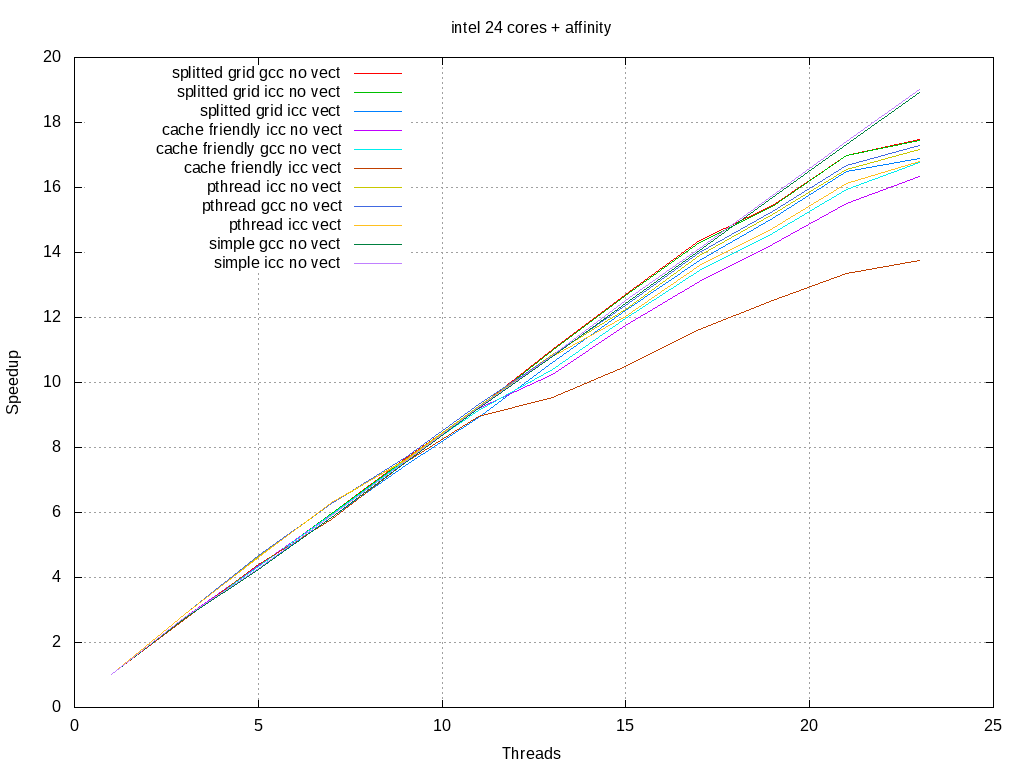 intel 24 cores + affinity
20
18
16
14
12
10
8
6
4
2
0
Speedup
splitted grid gcc no vect
splitted grid icc no vect
splitted grid icc vect
cache friendly icc no vect
cache friendly gcc no vect
cache friendly icc vect
pthread icc no vect
pthread gcc no vect
pthread icc vect
simple gcc no vect
simple icc no vect
0 5 10 15 20 25
Threads